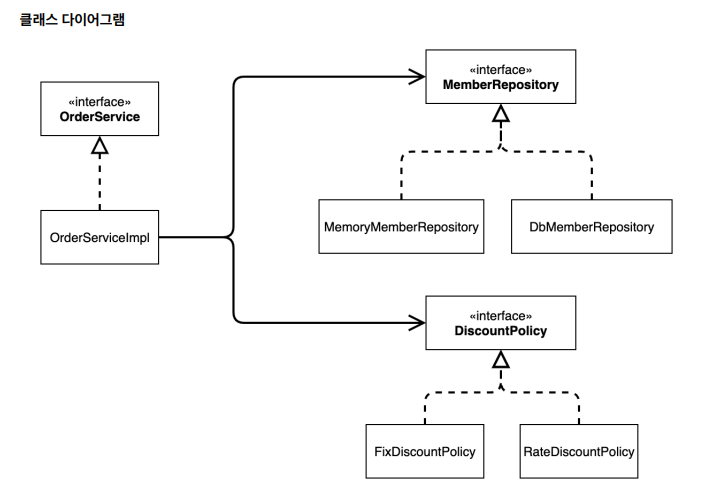 클래스 다이어그램
«interface»
OrderService
OrderServiceImpl
«interface»
MemberRepository
MemoryMemberRepository
DbMemberRepository
«interface»
DiscountPolicy
FixDiscountPolicy
RateDiscountPolicy